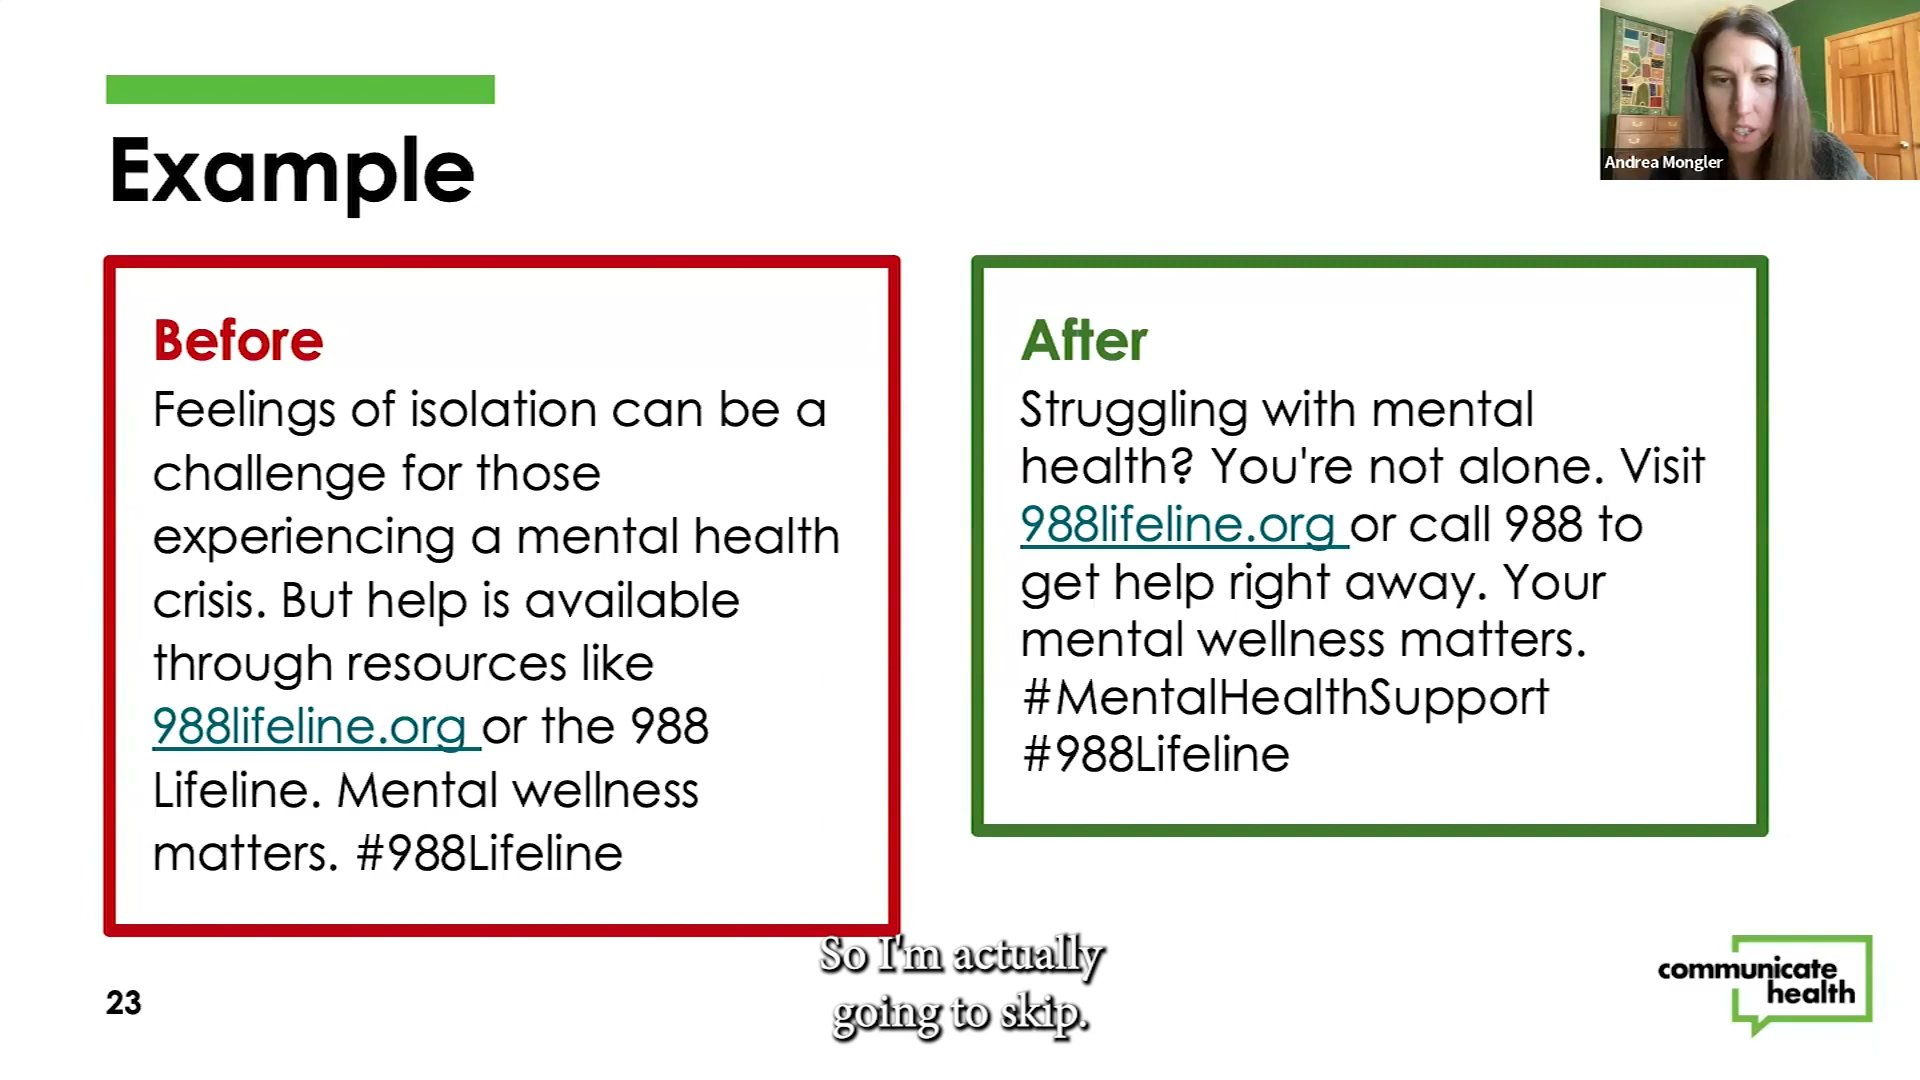 Andrea Mongler
Example
Before
Feelings of isolation can be a
challenge for those
experiencing a mental health
crisis. But help is available
through resources like
988lifeline.org or the 988
Lifeline. Mental wellness
matters. #988Lifeline
After
Struggling with mental
health? You're not alone. Visit
988lifeline.org or call 988 to
get help right away. Your
mental wellness matters.
#MentalHealthSupport
#988Lifeline
So I'm actually
going to skip.
23
communicate
health